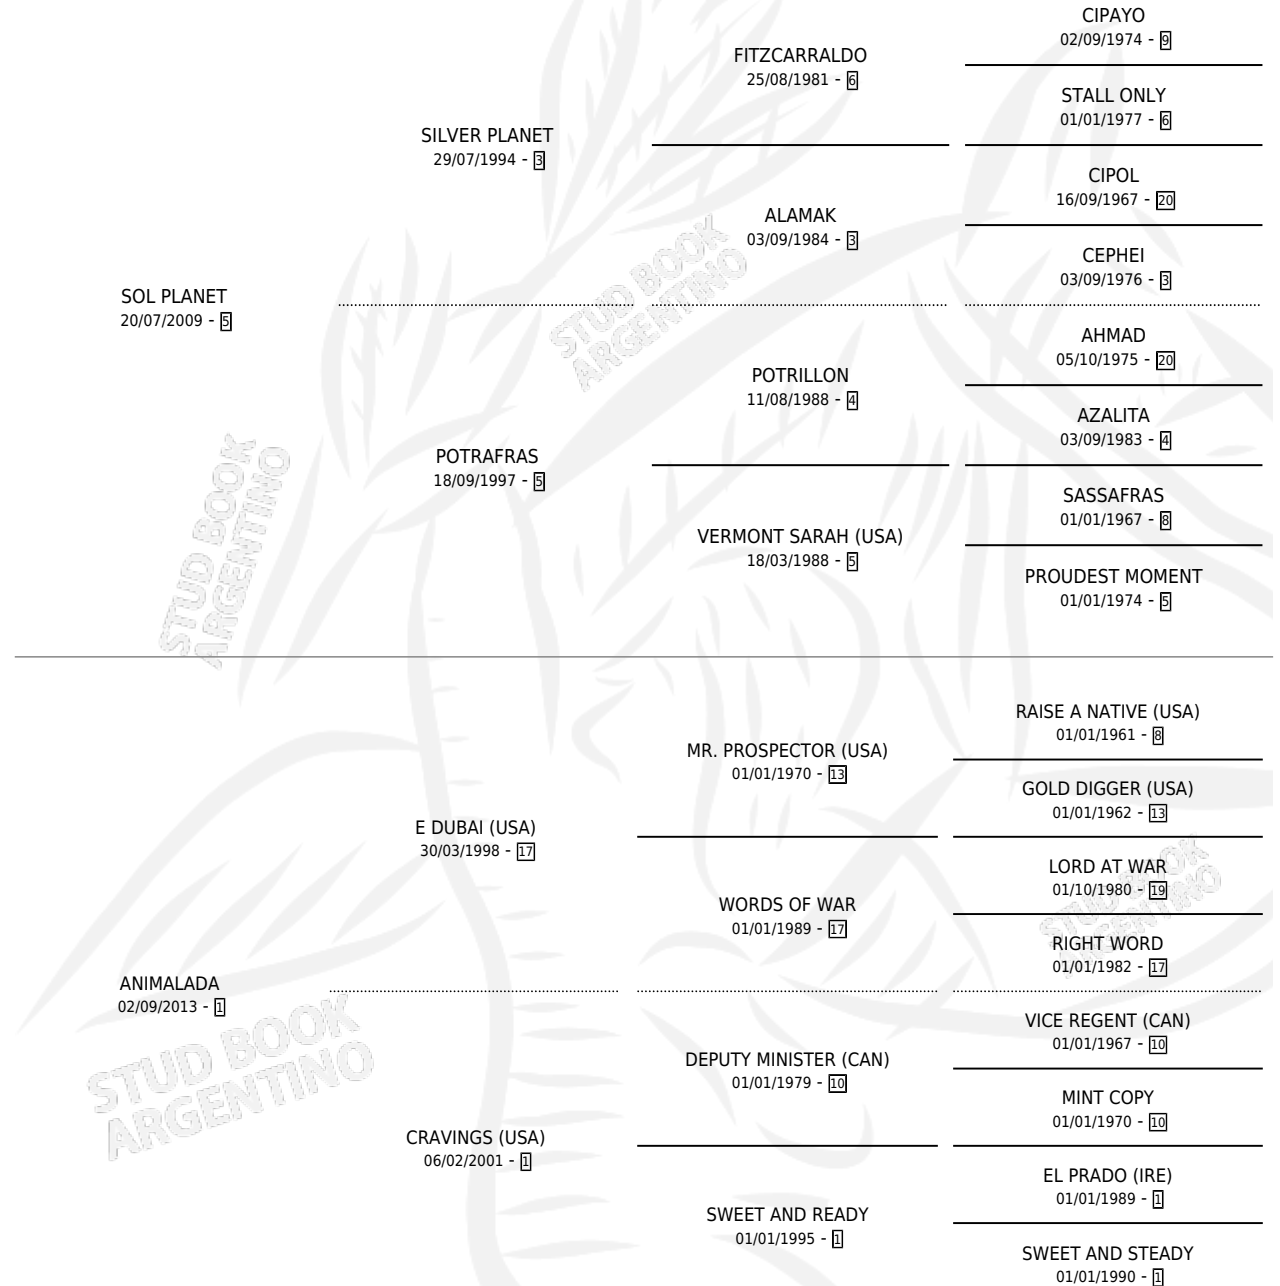 CIPAYO
02/09/1974 - 9
FITZCARRALDO
25/08/1981 - 6
STALL ONLY
01/01/1977 - 6
SILVER PLANET
29/07/1994 - 3
CIPOL
16/09/1967 - 20
ALAMAK
03/09/1984 - 3
CEPHEI
03/09/1976 - 3
SOL PLANET
20/07/2009 - 5
AHMAD
05/10/1975 - 20
POTRILLON
11/08/1988 - 4
AZALITA
03/09/1983 - 4
POTRAFRAS
18/09/1997 - 5
SASSAFRAS
01/01/1967 - 8
VERMONT SARAH (USA)
18/03/1988 - 5
PROUDEST MOMENT
01/01/1974 - 5
STUD BOOK
ARGENTINO
STUD BOOK
ARGENTINO
RAISE A NATIVE (USA)
01/01/1961 - 8
MR. PROSPECTOR (USA)
01/01/1970 - 13
GOLD DIGGER (USA)
01/01/1962 - 13
E DUBAI (USA)
30/03/1998 - 17
LORD AT WAR
01/10/1980 - 19
WORDS OF WAR
01/01/1989 - 17
RIGHT WORD
01/01/1982 - 17
STUD BOOK
ARGENTINO
ANIMALADA
02/09/2013 - 1
VICE REGENT (CAN)
01/01/1967 - 10
DEPUTY MINISTER (CAN)
01/01/1979 - 10
MINT COPY
01/01/1970 - 10
STUD BOOK
ARGENTINO
CRAVINGS (USA)
06/02/2001 - 1
EL PRADO (IRE)
01/01/1989 - 1
SWEET AND READY
01/01/1995 - 1
SWEET AND STEADY
01/01/1990 - 1